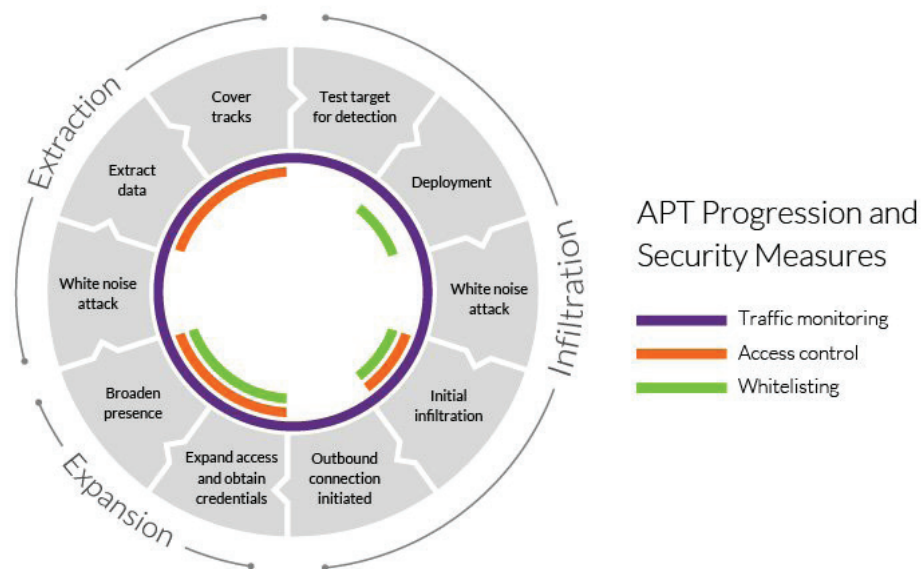 Extraction
Infiltration
Expansion
Cover
tracks
Test target
for detection
Extract
data
Deployment
White noise
attack
White noise
attack
Broaden
presence
Initial
infiltration
Expand access
and obtain
credentials
Outbound
connection
initiated
APT Progression and
Security Measures
Traffic monitoring
Access control
Whitelisting